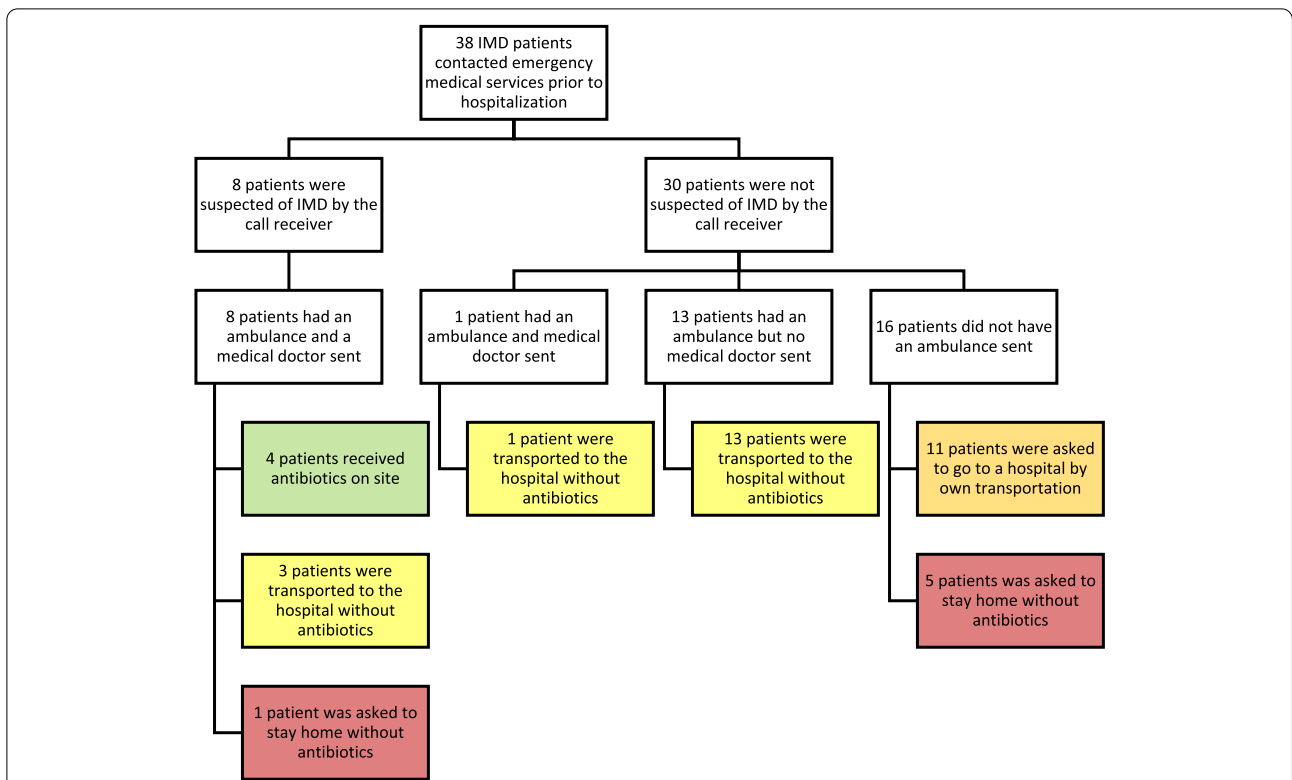 38 IMD patients
contacted emergency
medical services prior to
hospitalization
8 patients were
suspected of IMD by the
call receiver
30 patients were not
suspected of IMD by the
call receiver
8 patients had an
ambulance and a
medical doctor sent
1 patient had an
ambulance and medical
doctor sent
13 patients had an
ambulance but no
medical doctor sent
16 patients did not have
an ambulance sent
4 patients received
antibiotics on site
1 patient were
transported to the
hospital without
antibiotics
13 patients were
transported to the
hospital without
antibiotics
11 patients were asked
to go to a hospital by
own transportation
3 patients were
transported to the
hospital without
antibiotics
5 patients was asked to
stay home without
antibiotics
1 patient was asked to
stay home without
antibiotics